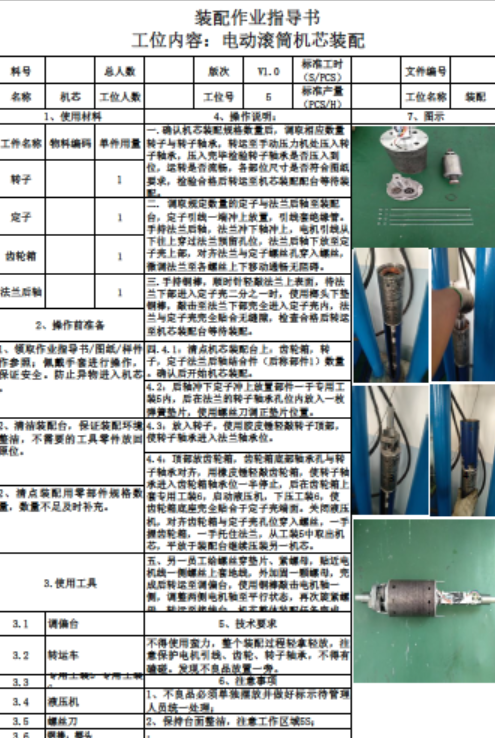 装配作业指导书
工位内容：电动滚筒机芯装配
料号 总人数 版次 V1.0 标准工时(S/PCS) 文件编号
名称 机芯 工位人数 工位号 5 标准产量(PCS/H) 工位名称 装配
1、使用材料 4、操作说明： 7、图示
工件名称 物料编码 单件用量
转子 1
定子 1
齿轮箱 1
法兰后轴 1
一.确认机芯装配规格数量后，调取相应数量
转子与转子轴承，转运至手动压力机处压入转
子轴承，压入完毕检验转子轴承是否压入到
位，运转是否流畅，各部位尺寸是否符合图纸
要求，检验合格后转运至机芯装配配台等待装
配。
二. 调取规定数量的定子与法兰后轴至装配
台，定子引线一端冲上放置，引线套绝缘管。
手持法兰后轴，法兰冲下轴冲上，电机引线从
下往上穿过法兰预留孔位，法兰后轴下放至定
子上部，对齐法兰与定子螺丝孔穿入螺丝，
微调法兰至各螺丝上下移动通畅无阻碍。
三.手持铜棒，顺时针轻敲法兰上表面，待法
兰下部进入定子壳二分之一时，使用榔头下垫
铜棒，敲击至法兰下部完全进入定子壳内，法
兰与定子壳完全贴合无缝隙，检查合格后转运
至机芯装配台等待装配。
2、操作前准备
1、领取作业指导书/图纸/样件
作参照；佩戴手套进行操作，
保证安全。防止异物进入机芯
。
2、清洁装配台，保证装配环境
整洁，不需要的工具零件放回
原位。
2、清点装配用零部件规格数
量，数量不足及时补充。
四.4.1：清点机芯装配台上，齿轮箱，转
子，定子法兰后轴结合件（后称部件1）数量
。确认后开始机芯装配。
4.2，后轴冲下定子冲上放置部件一于专用工
装5内，后在法兰的转子轴承孔位内放入一枚
弹簧垫片，使用螺丝刀调正垫片位置。
4.3：放入转子，使用胶皮锤轻敲转子顶部，
使转子轴承进入法兰轴承位。
4.4：顶部放齿轮箱，齿轮箱底部轴承孔与转
子轴承对齐，用橡皮锤轻敲齿轮箱，使转子轴
承进入齿轮箱轴承位一半停止，后在齿轮箱上
套专用工装6，启动液压机，下压工装6，使
齿轮箱底座完全贴合于定子壳端面。关闭液压
机，对齐齿轮箱与定子壳孔位穿入螺丝，一手
握齿轮箱，一手托住法兰，从工装5中取出机
芯，平放于装配台继续压装另一机芯。
3.使用工具
五、另一员工给螺丝穿垫片、紧螺母，贴近电
机线一侧螺丝上套地线，外加固一颗螺母，完
成后转运至调偏台，使用铜棒敲击电机轴一
侧，调整两侧电机轴至平行状态，再次旋紧螺
3.1 调偏台 5、技术要求
3.2 转运车
不得使用蛮力，整个装配过程轻拿轻放，注
意保护电机引线、齿轮、转子轴承，不得有
磕碰。发现不良品放置一旁。
3.3 6、注意事项
3.4 液压机
1、不良品必须单独摆放并做好标示待管理
人员统一处理；
3.5 螺丝刀 2、保持台面整洁，注意工作区域5S；
3.6